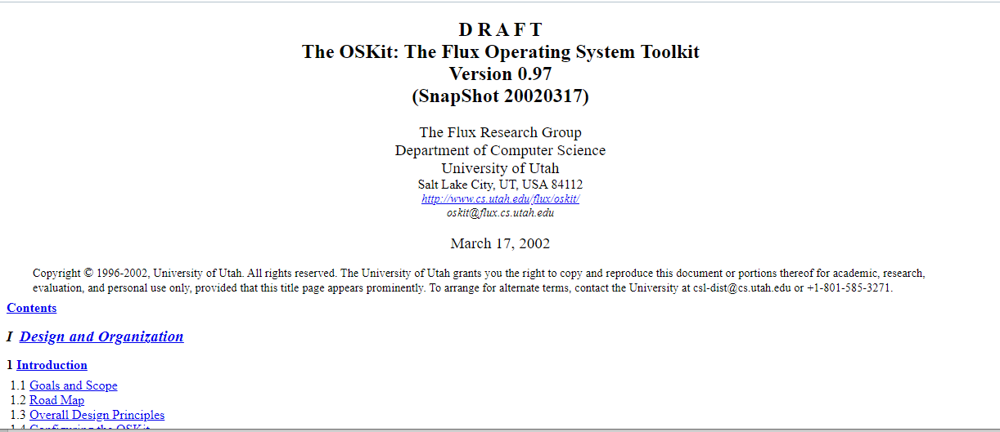 D R A F T
The OSKit: The Flux Operating System Toolkit
Version 0.97
(SnapShot 20020317)
The Flux Research Group
Department of Computer Science
University of Utah
Salt Lake City, UT, USA 84112
http://www.cs.utah.edu/flux/oskit/
oskit@flux.cs.utah.edu
March 17, 2002
Copyright © 1996-2002, University of Utah. All rights reserved. The University of Utah grants you the right to copy and reproduce this document or portions thereof for academic, research,
evaluation, and personal use only, provided that this title page appears prominently. To arrange for alternate terms, contact the University at csl-dist@cs.utah.edu or +1-801-585-3271.
Contents
I Design and Organization
1 Introduction
1.1 Goals and Scope
1.2 Road Map
1.3 Overall Design Principles
1.4 Configuring the OSKit